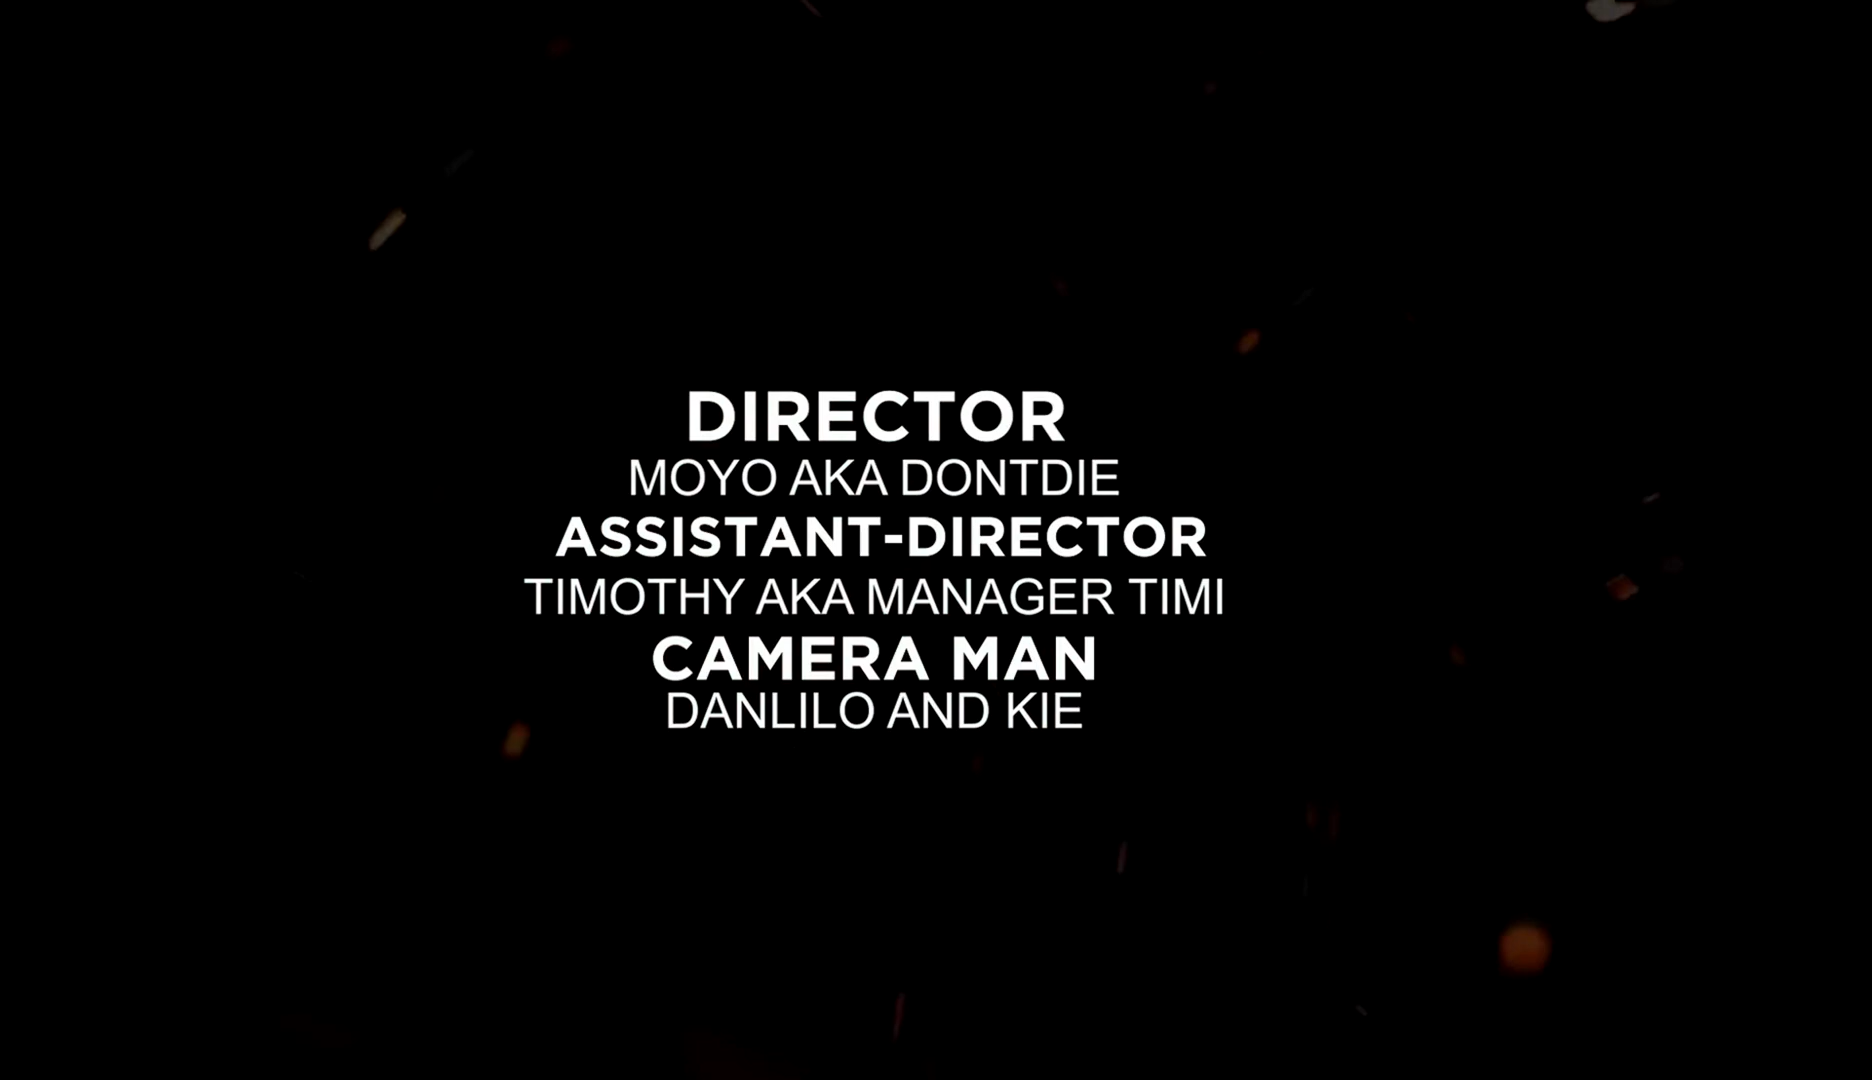 DIRECTOR
MOYO AKA DONTDIE
ASSISTANT-DIRECTOR
TIMOTHY AKA MANAGER TIMI
CAMERA MAN
DANLILO AND KIE